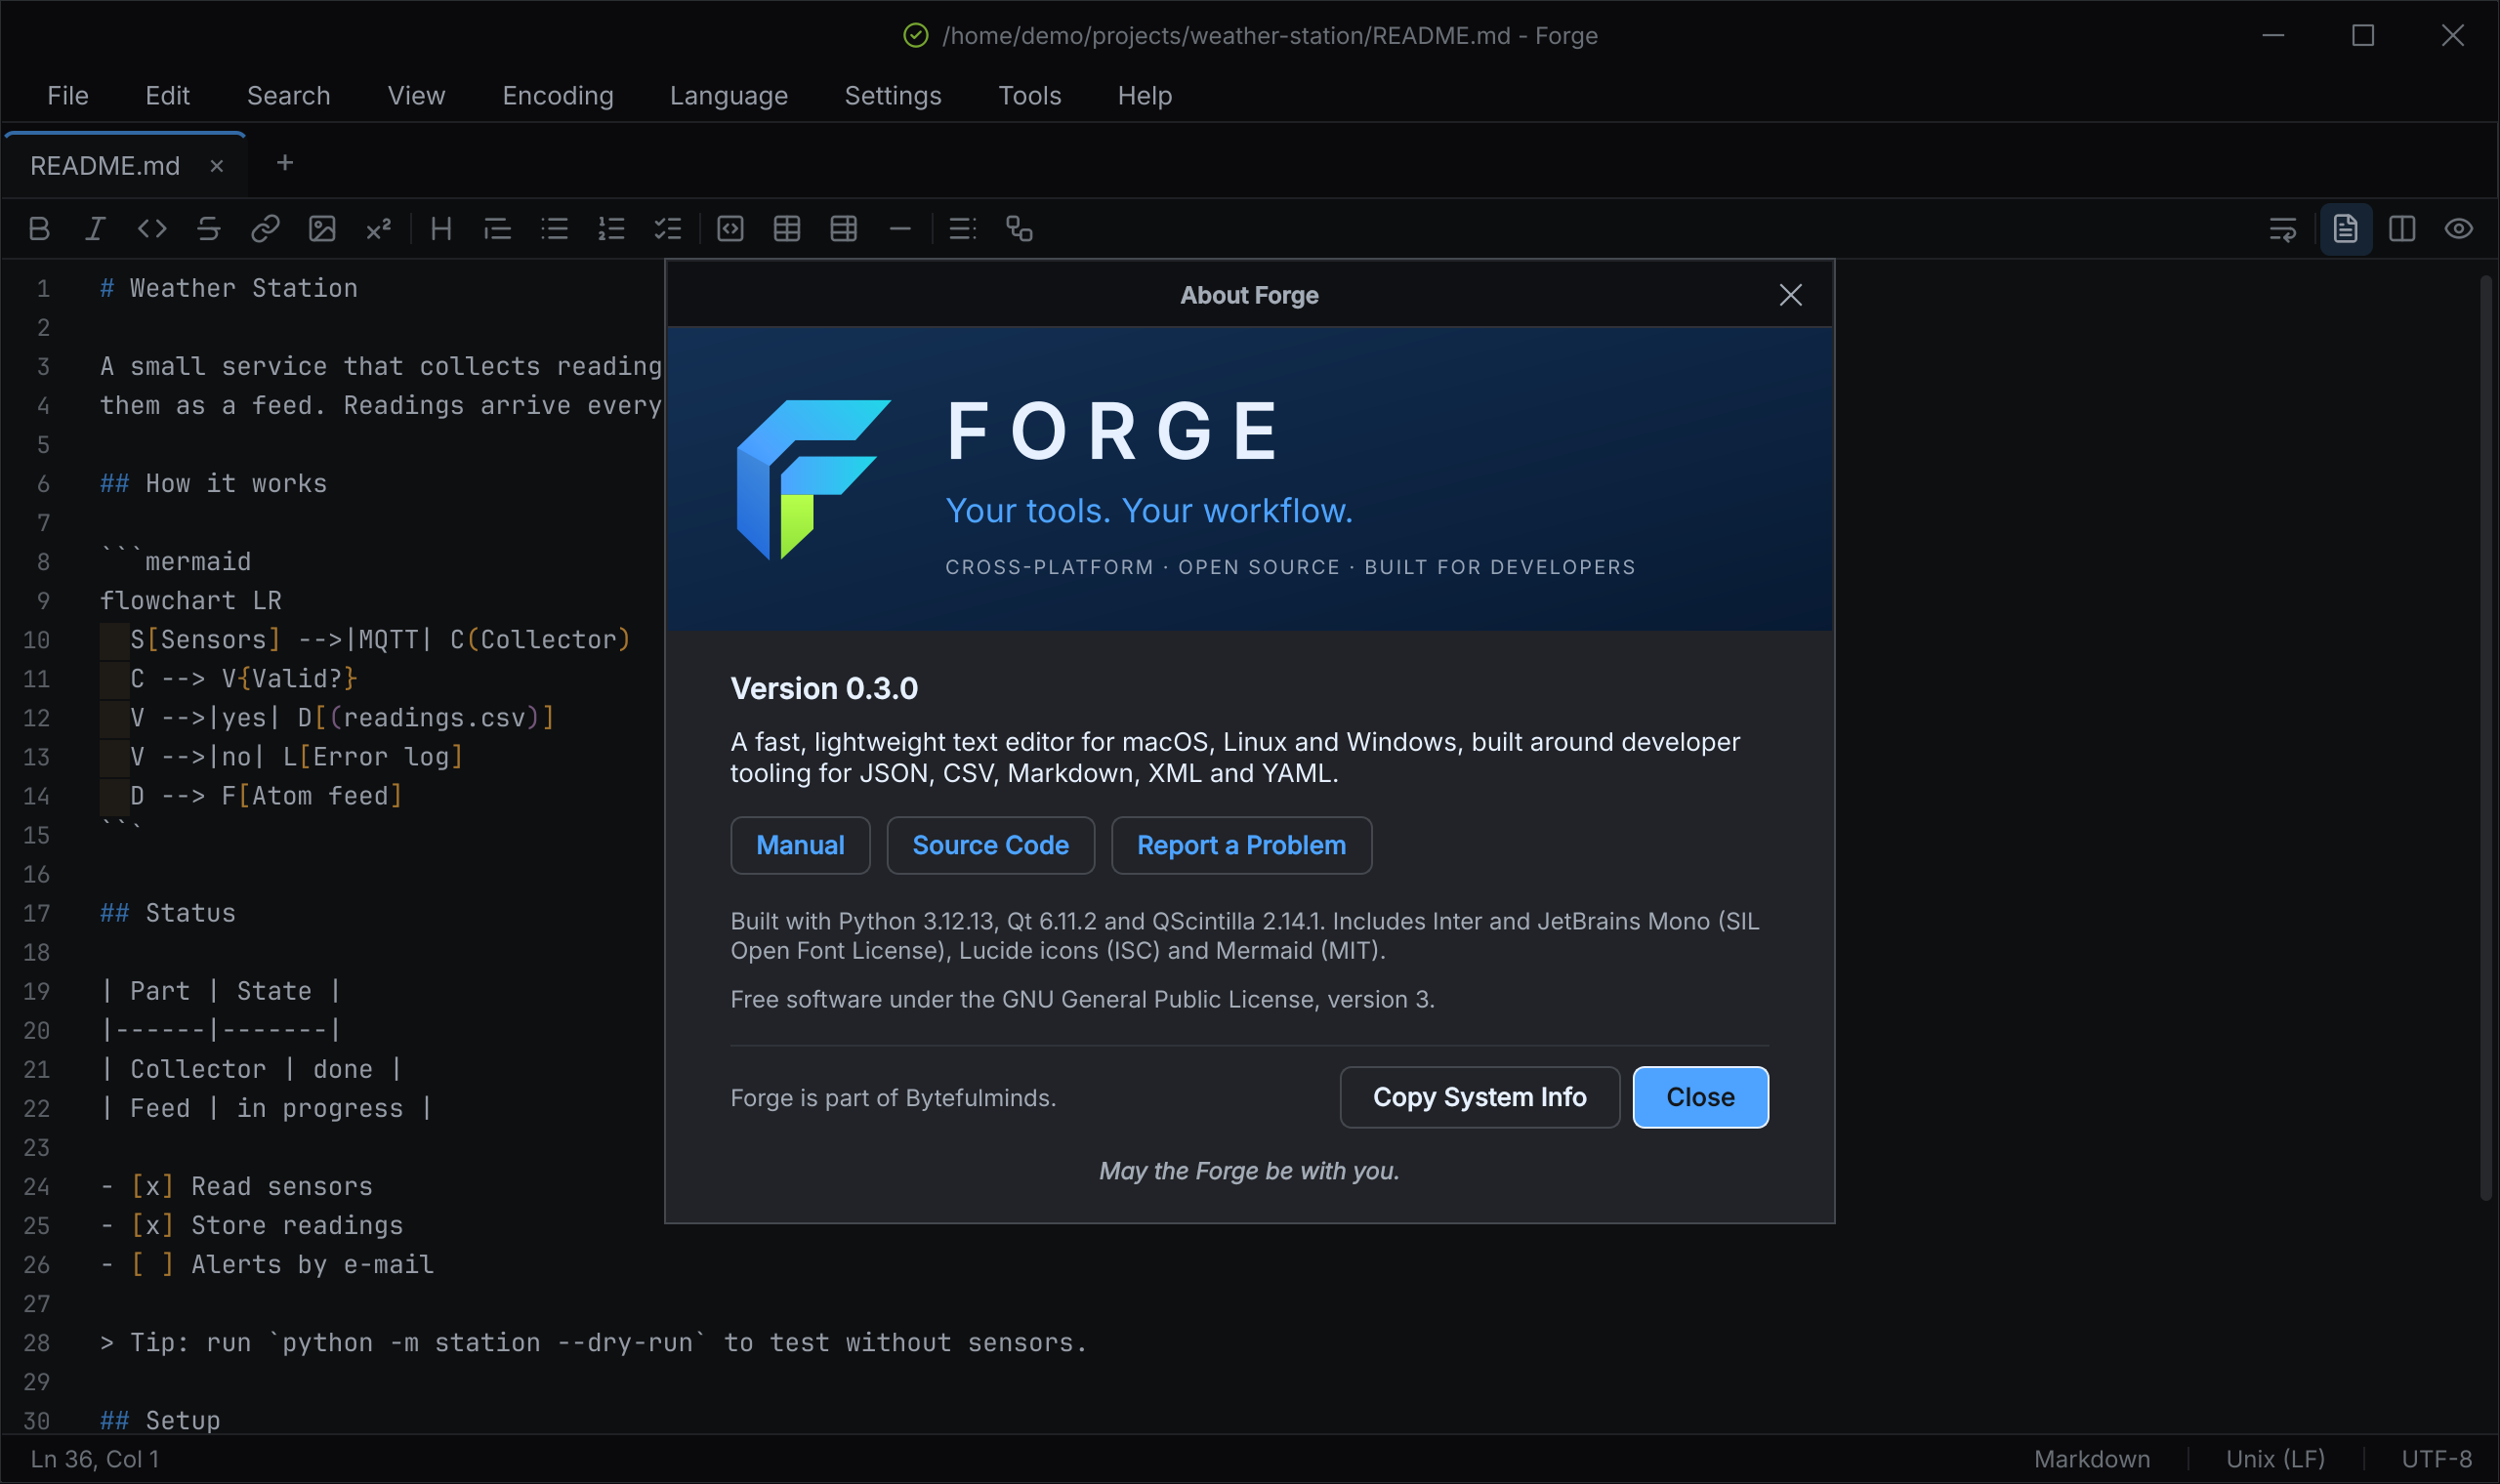 /home/demo/projects/weather-station/README.md - Forge
File Edit Search View Encoding Language Settings Tools Help
README.md × +
1 # Weather Station
2
3 A small service that collects reading
4 them as a feed. Readings arrive every
5
6 ## How it works
7
8 ```mermaid
9 flowchart LR
10   S[Sensors] -->|MQTT| C(Collector)
11   C --> V{Valid?}
12   V -->|yes| D[(readings.csv)]
13   V -->|no| L[Error log]
14   D --> F[Atom feed]
15 ```
16
17 ## Status
18
19 | Part | State |
20 |------|-------|
21 | Collector | done |
22 | Feed | in progress |
23
24 - [x] Read sensors
25 - [x] Store readings
26 - [ ] Alerts by e-mail
27
28 > Tip: run `python -m station --dry-run` to test without sensors.
29
30 ## Setup
About Forge
FORGE
Your tools. Your workflow.
CROSS-PLATFORM · OPEN SOURCE · BUILT FOR DEVELOPERS
Version 0.3.0
A fast, lightweight text editor for macOS, Linux and Windows, built around developer
tooling for JSON, CSV, Markdown, XML and YAML.
Manual Source Code Report a Problem
Built with Python 3.12.13, Qt 6.11.2 and QScintilla 2.14.1. Includes Inter and JetBrains Mono (SIL
Open Font License), Lucide icons (ISC) and Mermaid (MIT).
Free software under the GNU General Public License, version 3.
Forge is part of Bytefulminds.
Copy System Info Close
May the Forge be with you.
Ln 36, Col 1 Markdown Unix (LF) UTF-8